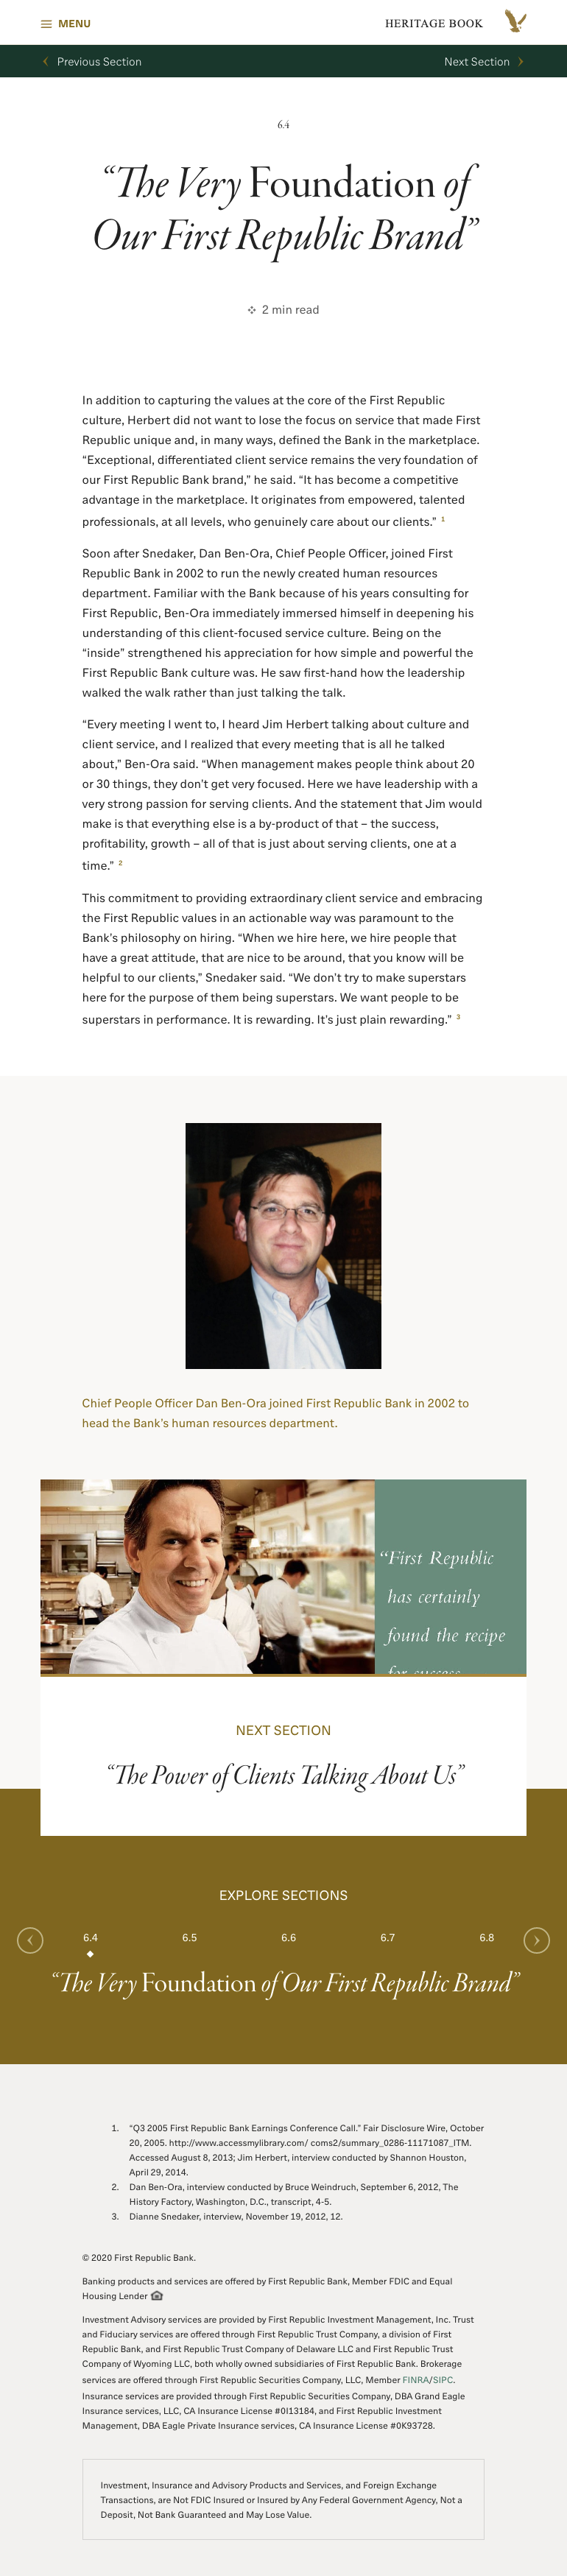 MENU
HERITAGE BOOK
Previous Section
Next Section
6.4
“The Very Foundation of
Our First Republic Brand”
2 min read
In addition to capturing the values at the core of the First Republic
culture, Herbert did not want to lose the focus on service that made First
Republic unique and, in many ways, defined the Bank in the marketplace.
“Exceptional, differentiated client service remains the very foundation of
our First Republic Bank brand,” he said. “It has become a competitive
advantage in the marketplace. It originates from empowered, talented
professionals, at all levels, who genuinely care about our clients.” 1
Soon after Snedaker, Dan Ben-Ora, Chief People Officer, joined First
Republic Bank in 2002 to run the newly created human resources
department. Familiar with the Bank because of his years consulting for
First Republic, Ben-Ora immediately immersed himself in deepening his
understanding of this client-focused service culture. Being on the
“inside” strengthened his appreciation for how simple and powerful the
First Republic Bank culture was. He saw first-hand how the leadership
walked the walk rather than just talking the talk.
“Every meeting I went to, I heard Jim Herbert talking about culture and
client service, and I realized that every meeting that is all he talked
about,” Ben-Ora said. “When management makes people think about 20
or 30 things, they don't get very focused. Here we have leadership with a
very strong passion for serving clients. And the statement that Jim would
make is that everything else is a by-product of that – the success,
profitability, growth – all of that is just about serving clients, one at a
time.” 2
This commitment to providing extraordinary client service and embracing
the First Republic values in an actionable way was paramount to the
Bank's philosophy on hiring. “When we hire here, we hire people that
have a great attitude, that are nice to be around, that you know will be
helpful to our clients,” Snedaker said. “We don't try to make superstars
here for the purpose of them being superstars. We want people to be
superstars in performance. It is rewarding. It's just plain rewarding.” 3
Chief People Officer Dan Ben-Ora joined First Republic Bank in 2002 to
head the Bank's human resources department.
“First Republic
has certainly
found the recipe
for success
NEXT SECTION
“The Power of Clients Talking About Us”
EXPLORE SECTIONS
6.4 6.5 6.6 6.7 6.8
“The Very Foundation of Our First Republic Brand”
1. “Q3 2005 First Republic Bank Earnings Conference Call.” Fair Disclosure Wire, October
20, 2005. http://www.accessmylibrary.com/ coms2/summary_0286-11171087_ITM.
Accessed August 8, 2013; Jim Herbert, interview conducted by Shannon Houston,
April 29, 2014.
2. Dan Ben-Ora, interview conducted by Bruce Weindruch, September 6, 2012, The
History Factory, Washington, D.C., transcript, 4-5.
3. Dianne Snedaker, interview, November 19, 2012, 12.
© 2020 First Republic Bank.
Banking products and services are offered by First Republic Bank, Member FDIC and Equal
Housing Lender
Investment Advisory services are provided by First Republic Investment Management, Inc. Trust
and Fiduciary services are offered through First Republic Trust Company, a division of First
Republic Bank, and First Republic Trust Company of Delaware LLC and First Republic Trust
Company of Wyoming LLC, both wholly owned subsidiaries of First Republic Bank. Brokerage
services are offered through First Republic Securities Company, LLC, Member FINRA/SIPC.
Insurance services are provided through First Republic Securities Company, DBA Grand Eagle
Insurance services, LLC, CA Insurance License #0I13184, and First Republic Investment
Management, DBA Eagle Private Insurance services, CA Insurance License #0K93728.
Investment, Insurance and Advisory Products and Services, and Foreign Exchange
Transactions, are Not FDIC Insured or Insured by Any Federal Government Agency, Not a
Deposit, Not Bank Guaranteed and May Lose Value.